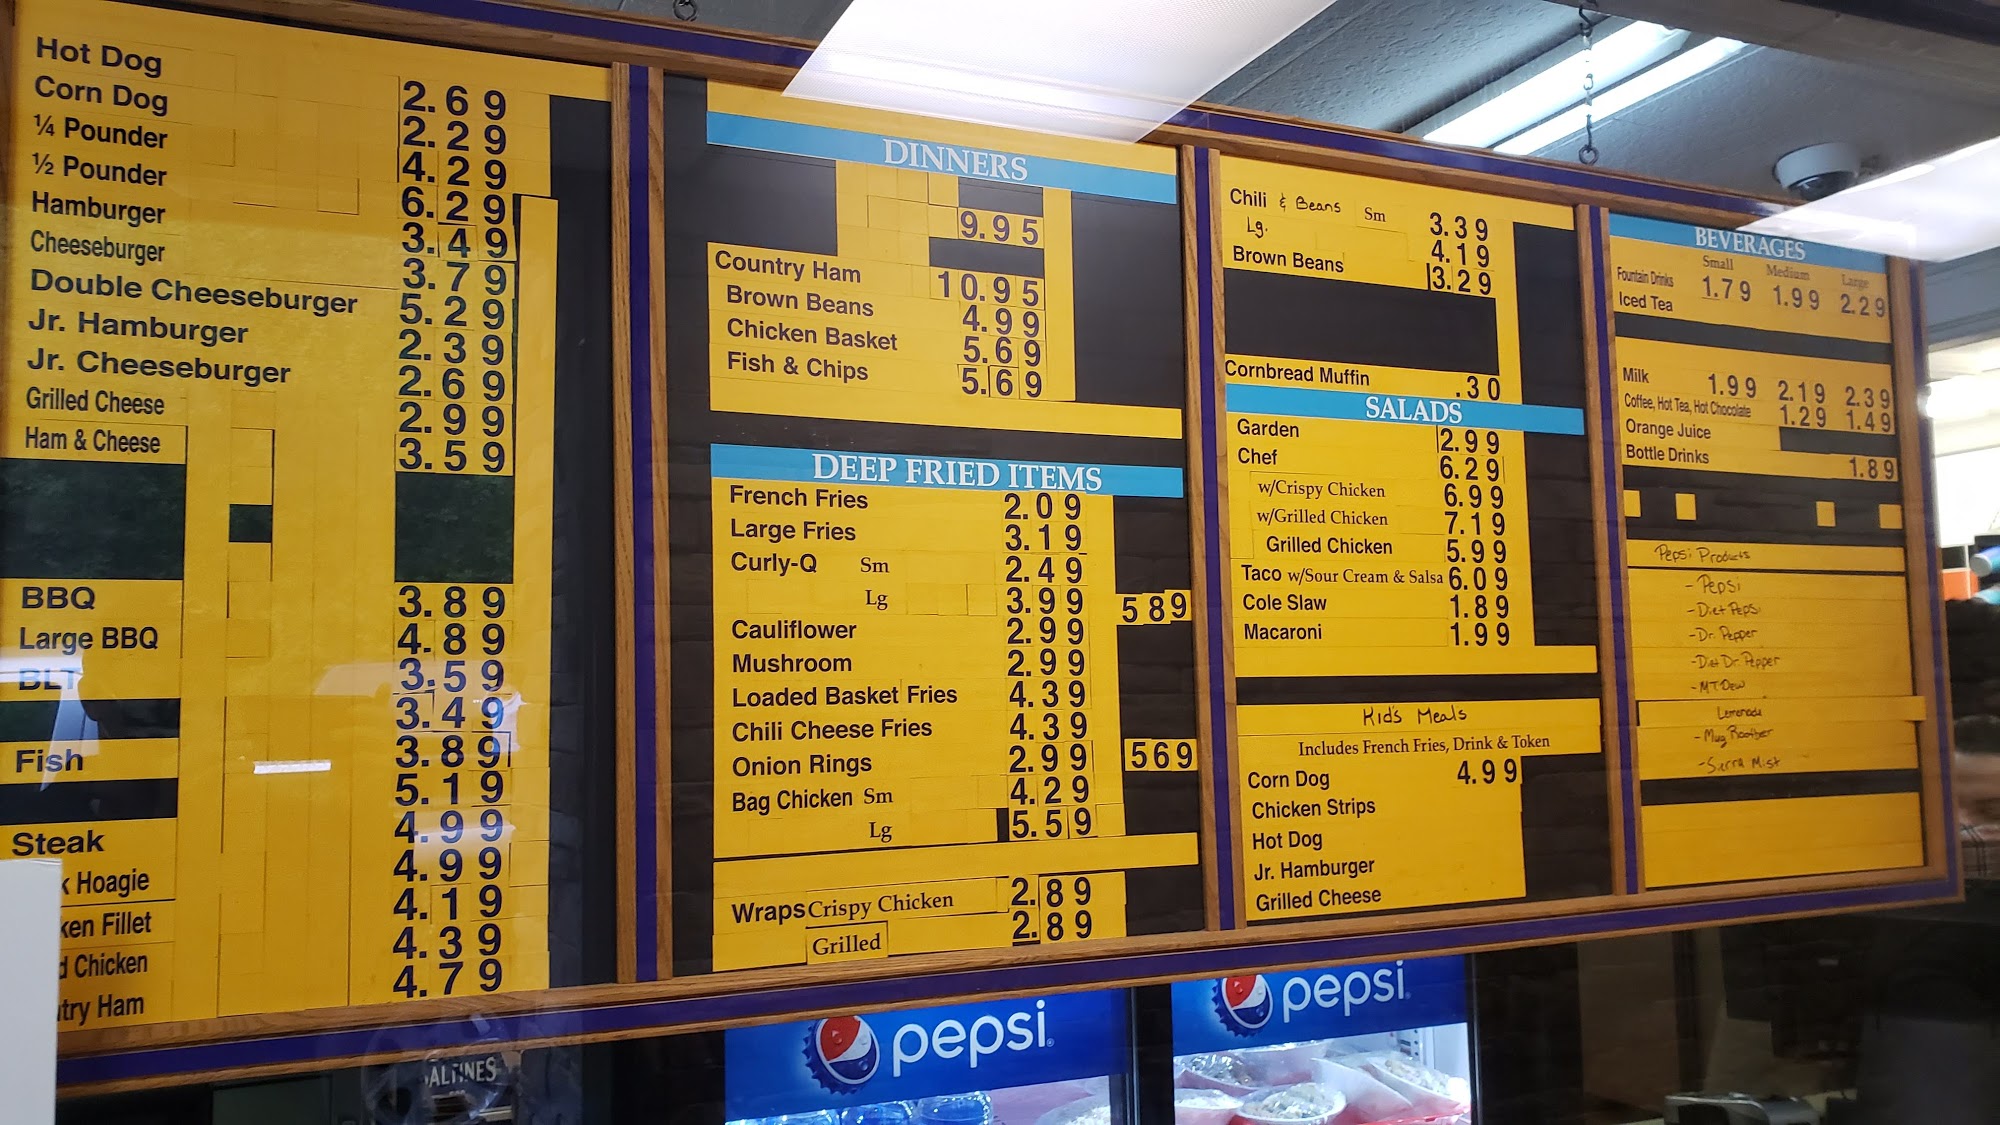 Hot Dog 2.69
Corn Dog 2.29
¼ Pounder 4.29
½ Pounder 6.29
Hamburger 3.49
Cheeseburger 3.79
Double Cheeseburger 5.29
Jr. Hamburger 2.39
Jr. Cheeseburger 2.69
Grilled Cheese 2.99
Ham & Cheese 3.59
BBQ 3.89
Large BBQ 4.89
BLT 3.59
3.49
Fish 3.89
5.19
Steak 4.99
k Hoagie 4.99
ken Fillet 4.19
d Chicken 4.39
ntry Ham 4.79
DINNERS
9.95
Country Ham 10.95
Brown Beans 4.99
Chicken Basket 5.69
Fish & Chips 5.69
DEEP FRIED ITEMS
French Fries 2.09
Large Fries 3.19
Curly-Q Sm 2.49
Lg 3.99 589
Cauliflower 2.99
Mushroom 2.99
Loaded Basket Fries 4.39
Chili Cheese Fries 4.39
Onion Rings 2.99 569
Bag Chicken Sm 4.29
Lg 5.59
Wraps Crispy Chicken 2.89
Grilled 2.89
Chili & Beans Sm 3.39
Lg. 4.19
Brown Beans 3.29
Cornbread Muffin .30
SALADS
Garden 2.99
Chef 6.29
w/Crispy Chicken 6.99
w/Grilled Chicken 7.19
Grilled Chicken 5.99
Taco w/Sour Cream & Salsa 6.09
Cole Slaw 1.89
Macaroni 1.99
Kid's Meals
Includes French Fries, Drink & Token
Corn Dog 4.99
Chicken Strips
Hot Dog
Jr. Hamburger
Grilled Cheese
BEVERAGES
Small Medium Large
Fountain Drinks 1.79 1.99 2.29
Iced Tea
Milk 1.99 2.19 2.39
Coffee, Hot Tea, Hot Chocolate 1.29 1.49
Orange Juice
Bottle Drinks 1.89
Pepsi Products
- Pepsi
- Diet Pepsi
- Dr. Pepper
- Diet Dr. Pepper
- MT Dew
Lemonade
- Mug Rootber
- Sierra Mist
pepsi
pepsi
ALTINES